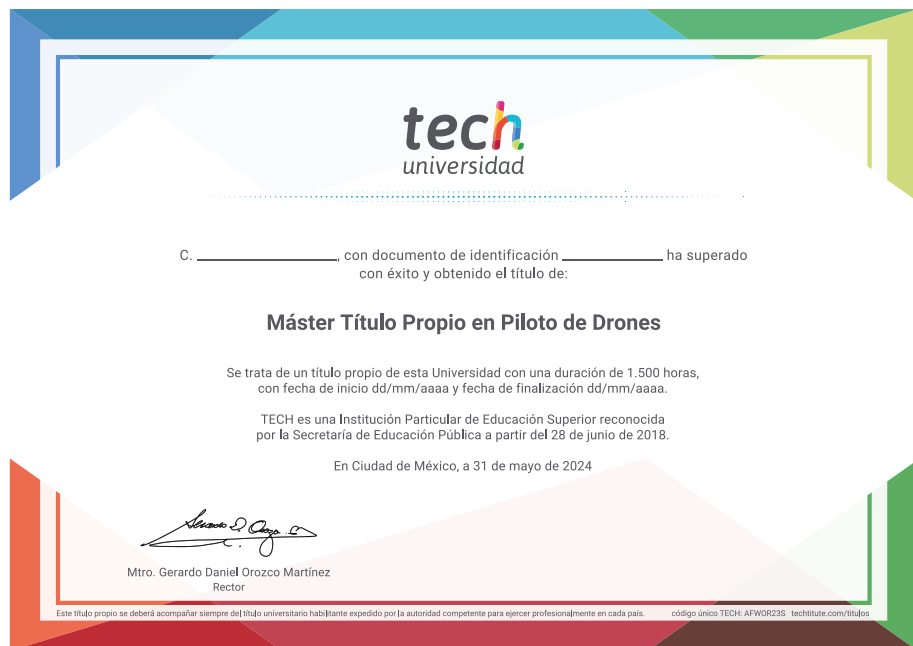 tech
universidad
C. ____________________, con documento de identificación ______________ ha superado
con éxito y obtenido el título de:
Máster Título Propio en Piloto de Drones
Se trata de un título propio de esta Universidad con una duración de 1.500 horas,
con fecha de inicio dd/mm/aaaa y fecha de finalización dd/mm/aaaa.
TECH es una Institución Particular de Educación Superior reconocida
por la Secretaría de Educación Pública a partir del 28 de junio de 2018.
En Ciudad de México, a 31 de mayo de 2024
Mtro. Gerardo Daniel Orozco Martínez
Rector
Este título propio se deberá acompañar siempre del título universitario habilitante expedido por la autoridad competente para ejercer profesionalmente en cada país. código único TECH: AFWOR23S techtitute.com/titulos